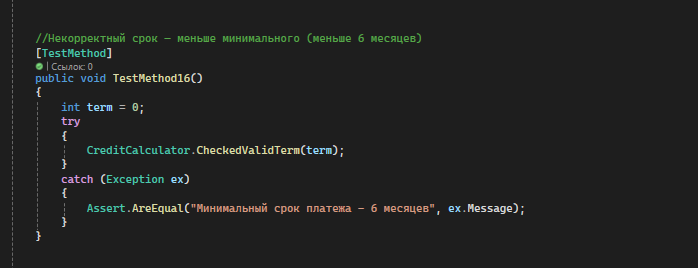 //Некорректный срок – меньше минимального (меньше 6 месяцев)
[TestMethod]
| Ссылок: 0
public void TestMethod16()
{
int term = 0;
try
{
CreditCalculator.CheckedValidTerm(term);
}
catch (Exception ex)
{
Assert.AreEqual("Минимальный срок платежа – 6 месяцев", ex.Message);
}
}